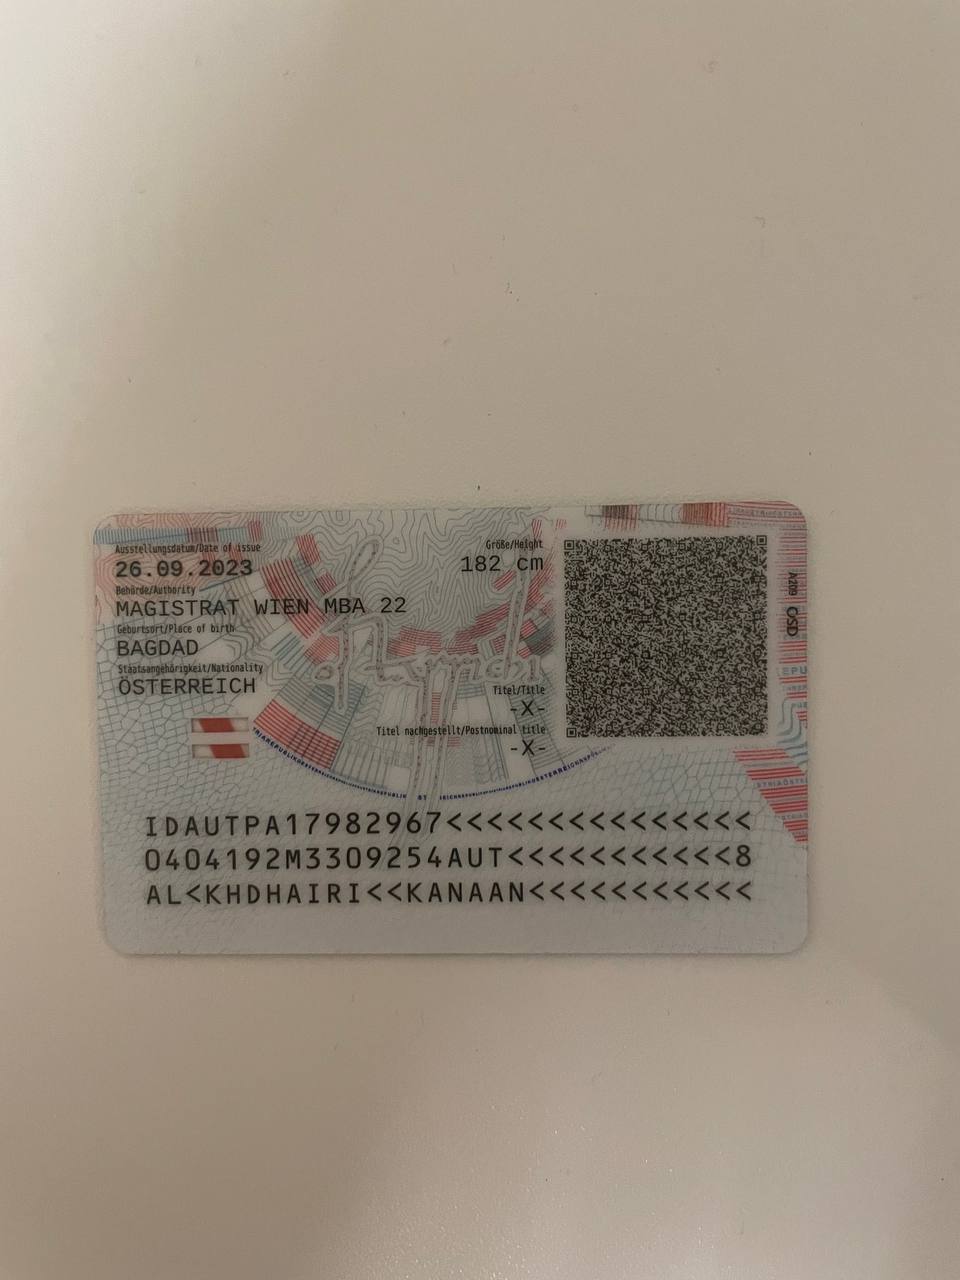 Ausstellungsdatum/Date of issue
26.09.2023
Behörde/Authority
MAGISTRAT WIEN MBA 22
Geburtsort/Place of birth
BAGDAD
Staatsangehörigkeit/Nationality
ÖSTERREICH
Größe/Height
182 cm
Titel/Title
-X-
Titel nachgestellt/Postnominal title
-X-
A209 OSD
IDAUTPA17982967<<<<<<<<<<<<<<<
0404192M3309254AUT<<<<<<<<<<<8
AL<KHDHAIRI<<KANAAN<<<<<<<<<<<